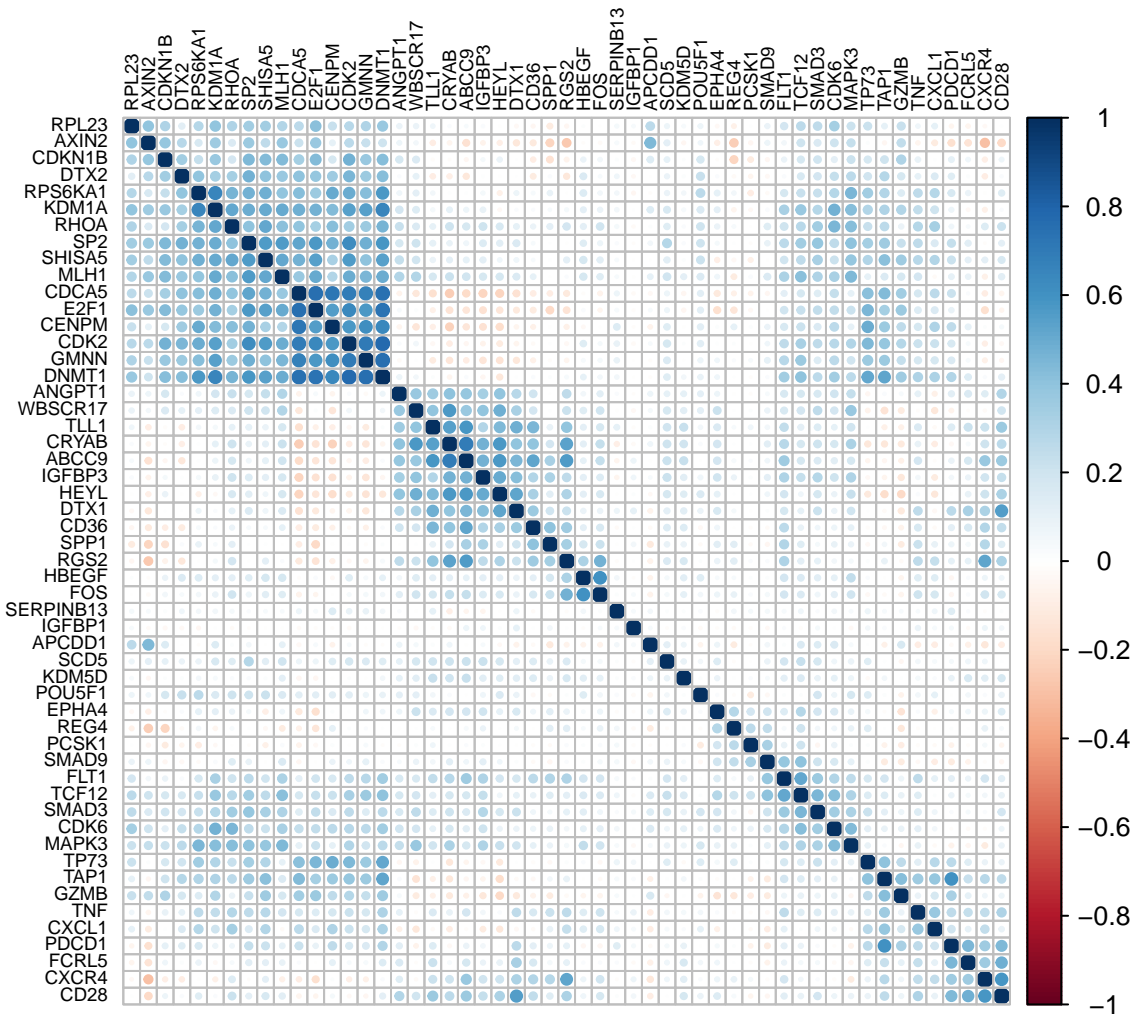 RPL23
AXIN2
CDKN1B
DTX2
RPS6KA1
KDM1A
RHOA
SP2
SHISA5
MLH1
CDCA5
E2F1
CENPM
CDK2
GMNN
DNMT1
ANGPT1
WBSCR17
TLL1
CRYAB
ABCC9
IGFBP3
HEYL
DTX1
CD36
SPP1
RGS2
HBEGF
FOS
SERPINB13
IGFBP1
APCDD1
SCD5
KDM5D
POU5F1
EPHA4
REG4
PCSK1
SMAD9
FLT1
TCF12
SMAD3
CDK6
MAPK3
TP73
TAP1
GZMB
TNF
CXCL1
PDCD1
FCRL5
CXCR4
CD28
RPL23
AXIN2
CDKN1B
DTX2
RPS6KA1
KDM1A
RHOA
SP2
SHISA5
MLH1
CDCA5
E2F1
CENPM
CDK2
GMNN
DNMT1
ANGPT1
WBSCR17
TLL1
CRYAB
ABCC9
IGFBP3
HEYL
DTX1
CD36
SPP1
RGS2
HBEGF
FOS
SERPINB13
IGFBP1
APCDD1
SCD5
KDM5D
POU5F1
EPHA4
REG4
PCSK1
SMAD9
FLT1
TCF12
SMAD3
CDK6
MAPK3
TP73
TAP1
GZMB
TNF
CXCL1
PDCD1
FCRL5
CXCR4
CD28
1
0.8
0.6
0.4
0.2
0
−0.2
−0.4
−0.6
−0.8
−1